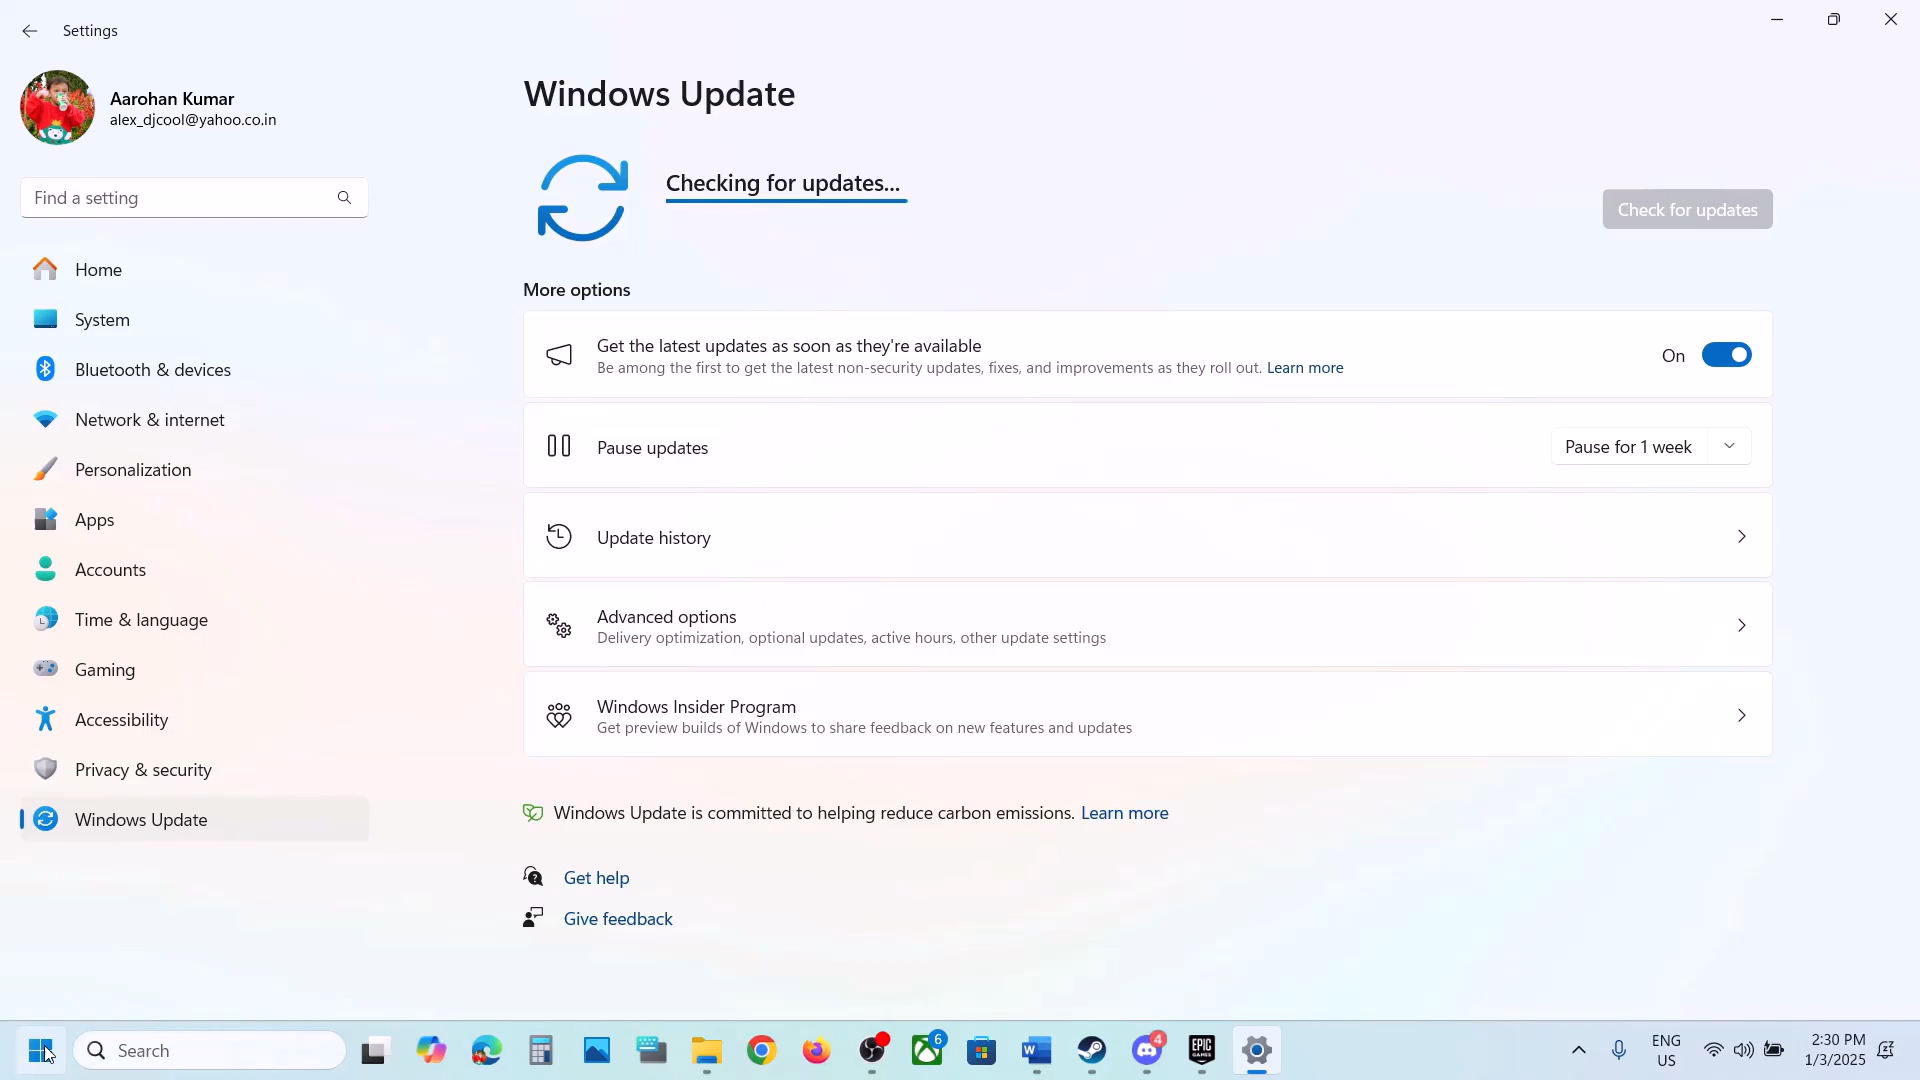 Settings
Aarohan Kumar
alex_djcool@yahoo.co.in
Find a setting
Home
System
Bluetooth & devices
Network & internet
Personalization
Apps
Accounts
Time & language
Gaming
Accessibility
Privacy & security
Windows Update
Windows Update
Checking for updates...
Check for updates
More options
Get the latest updates as soon as they're available
Be among the first to get the latest non-security updates, fixes, and improvements as they roll out. Learn more
On
Pause updates
Pause for 1 week
Update history
Advanced options
Delivery optimization, optional updates, active hours, other update settings
Windows Insider Program
Get preview builds of Windows to share feedback on new features and updates
Windows Update is committed to helping reduce carbon emissions. Learn more
Get help
Give feedback
Search
6
4
EPIC
GAMES
ENG
US
2:30 PM
1/3/2025